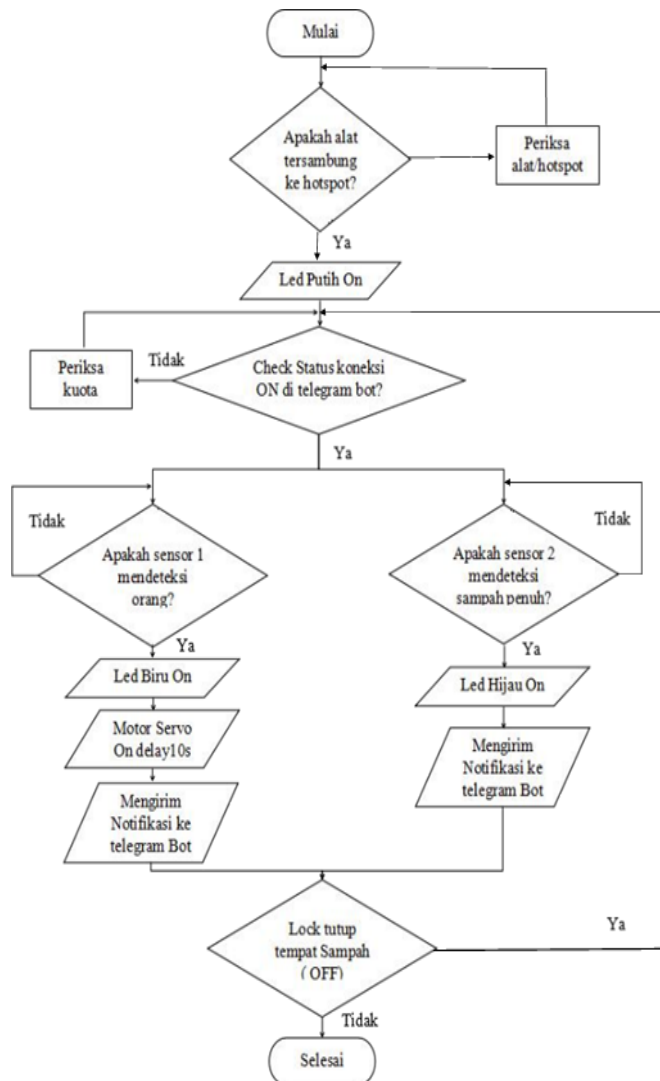 Mulai
Apakah alat
tersambung
ke hotspot?
Periksa
alat/hotspot
Ya
Led Putih On
Periksa
kuota
Tidak
Check Status koneksi
ON di telegram bot?
Ya
Tidak
Apakah sensor 1
mendeteksi
orang?
Tidak
Apakah sensor 2
mendeteksi
sampah penuh?
Ya
Led Biru On
Motor Servo
On delay10s
Mengirim
Notifikasi ke
telegram Bot
Ya
Led Hijau On
Mengirim
Notifikasi ke
telegram Bot
Lock tutup
tempat Sampah
( OFF)
Ya
Tidak
Selesai